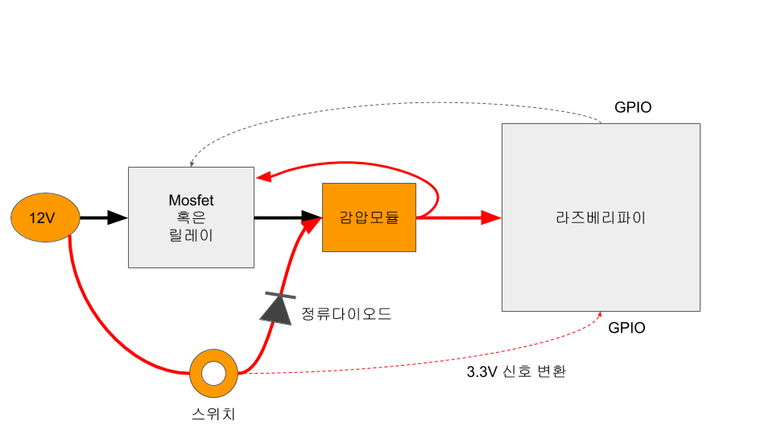 GPIO
12V
Mosfet
혹은
릴레이
감압모듈
라즈베리파이
정류다이오드
GPIO
3.3V 신호 변환
스위치